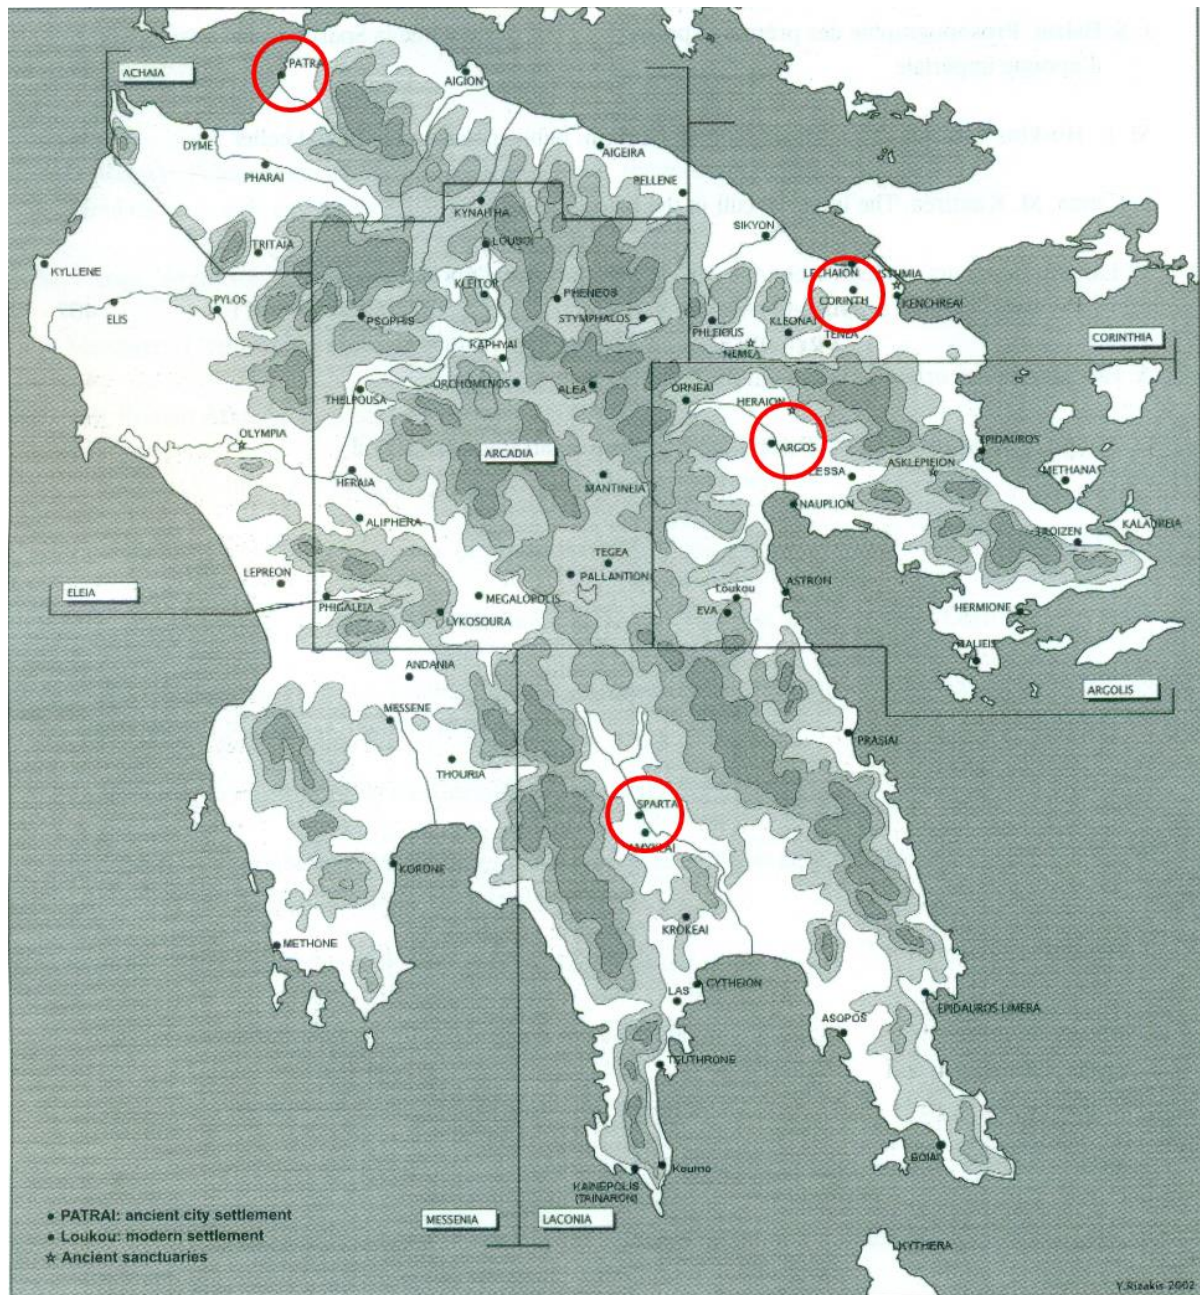 PATRA
ACHAIA
AIGION
DYME
AIGEIRA
PHARAI
PELLENE
KYNAITHA
SIKYON
LOUSOI
TRITAIA
KYLLENE
LECHAION
ISTHMIA
KLEITOR
PHENEOS
CORINTH
KENCHREAI
PYLOS
ELIS
PSOPHIS
STYMPHALOS
PHLEIOUS
KLEONAI
CORINTHIA
NEMEA
TENEA
KAPHYAI
ORCHOMENOS
ALEA
ORNEAI
THELPOUSA
HERAION
OLYMPIA
ARGOS
EPIDAUROS
ARCADIA
ASKLEPIEION
METHANA
HERAIA
LESSA
MANTINEIA
NAUPLION
ALIPHERA
KALAUREIA
TROIZEN
TEGEA
LEPREON
PALLANTION
ASTRON
ELEIA
Loukou
PHIGALEIA
MEGALOPOLIS
EVA
HERMIONE
LYKOSOURA
HALIEIS
ANDANIA
ARGOLIS
MESSENE
PRASIAI
THOURIA
SPARTA
AMYKLAI
KORONE
KROKEAI
METHONE
CYTHEION
LAS
EPIDAUROS LIMERA
ASOPOS
TEUTHRONE
BOIAI
Kourno
KAINEPOLIS
(TAINARON)
• PATRAI: ancient city settlement
MESSENIA
LACONIA
• Loukou: modern settlement
☆ Ancient sanctuaries
KYTHERA
Y.Rizakis 2002